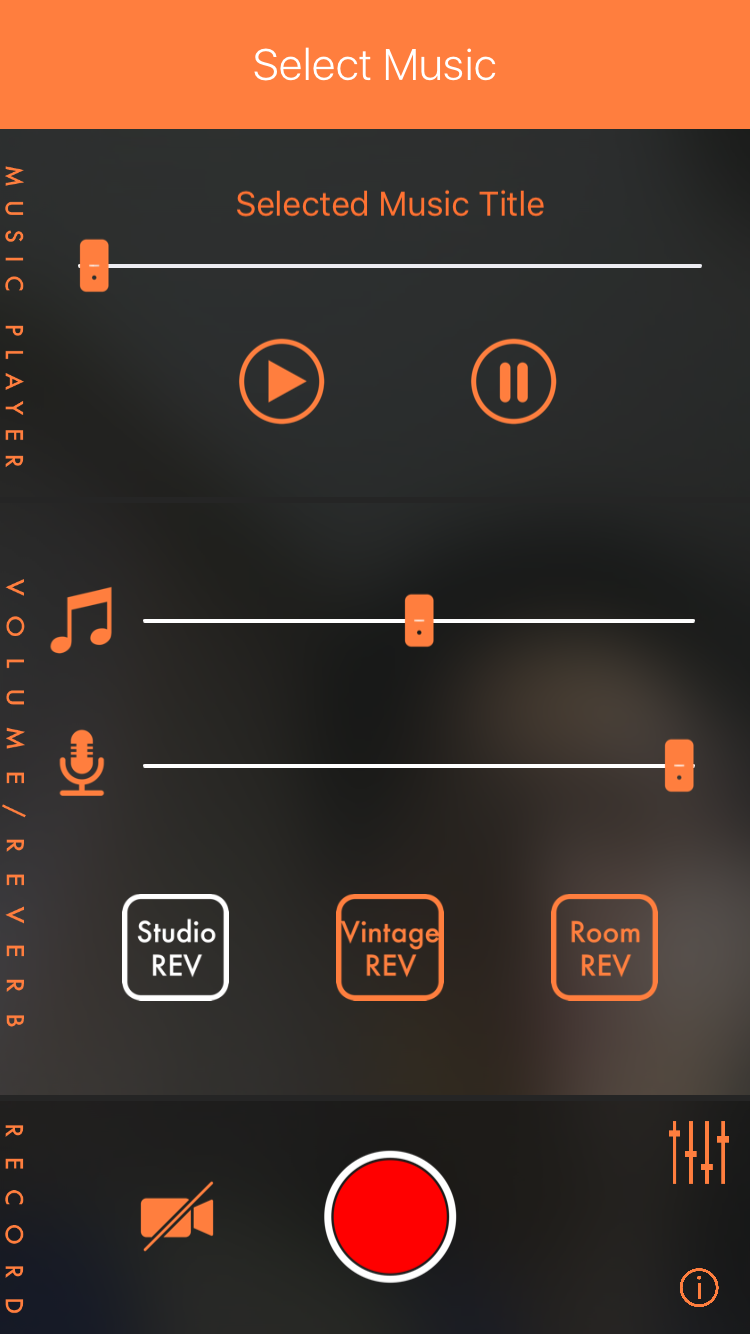 Select Music
MUSIC PLAYER
Selected Music Title
VOLUME/REVERB
Studio
REV
Vintage
REV
Room
REV
RECORD
i